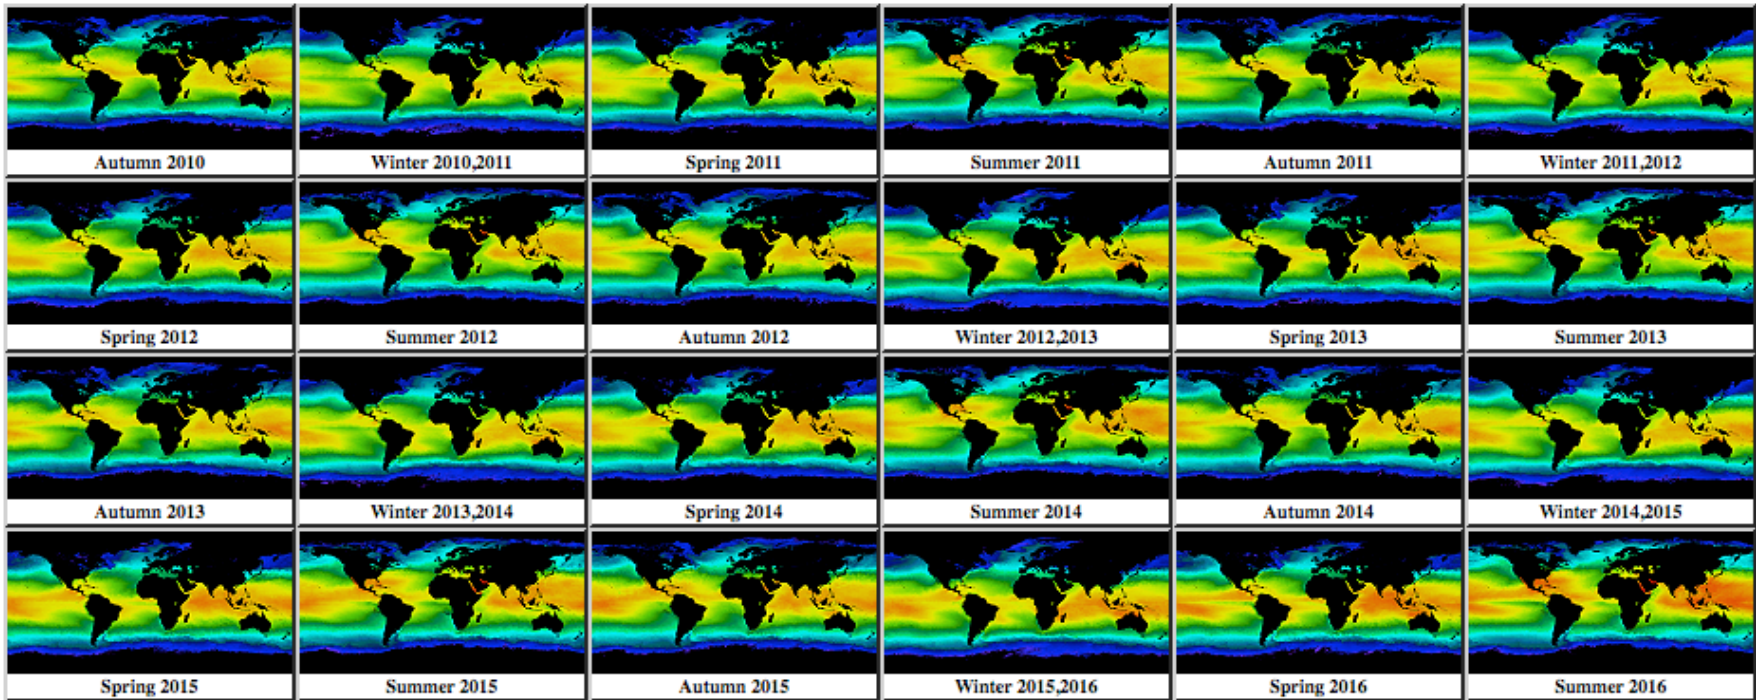 Autumn 2010
Winter 2010,2011
Spring 2011
Summer 2011
Autumn 2011
Winter 2011,2012
Spring 2012
Summer 2012
Autumn 2012
Winter 2012,2013
Spring 2013
Summer 2013
Autumn 2013
Winter 2013,2014
Spring 2014
Summer 2014
Autumn 2014
Winter 2014,2015
Spring 2015
Summer 2015
Autumn 2015
Winter 2015,2016
Spring 2016
Summer 2016